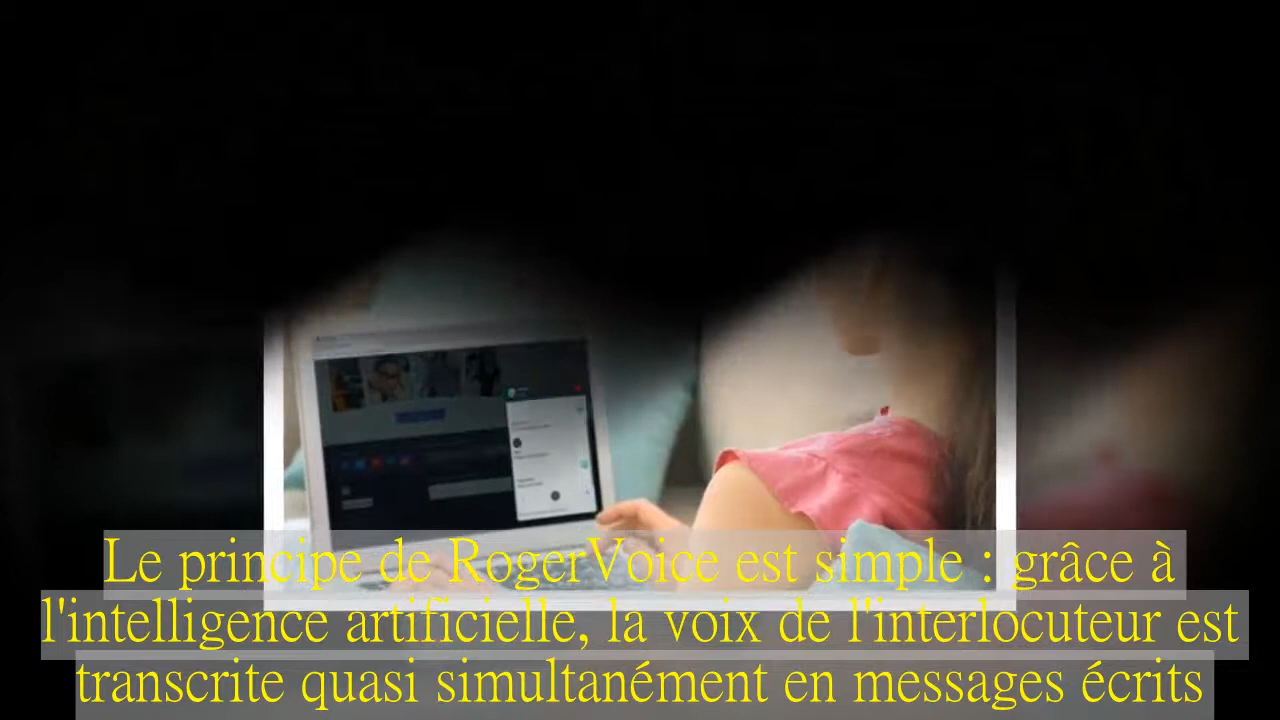 Le principe de RogerVoice est simple : grâce à
l'intelligence artificielle, la voix de l'interlocuteur est
transcrite quasi simultanément en messages écrits